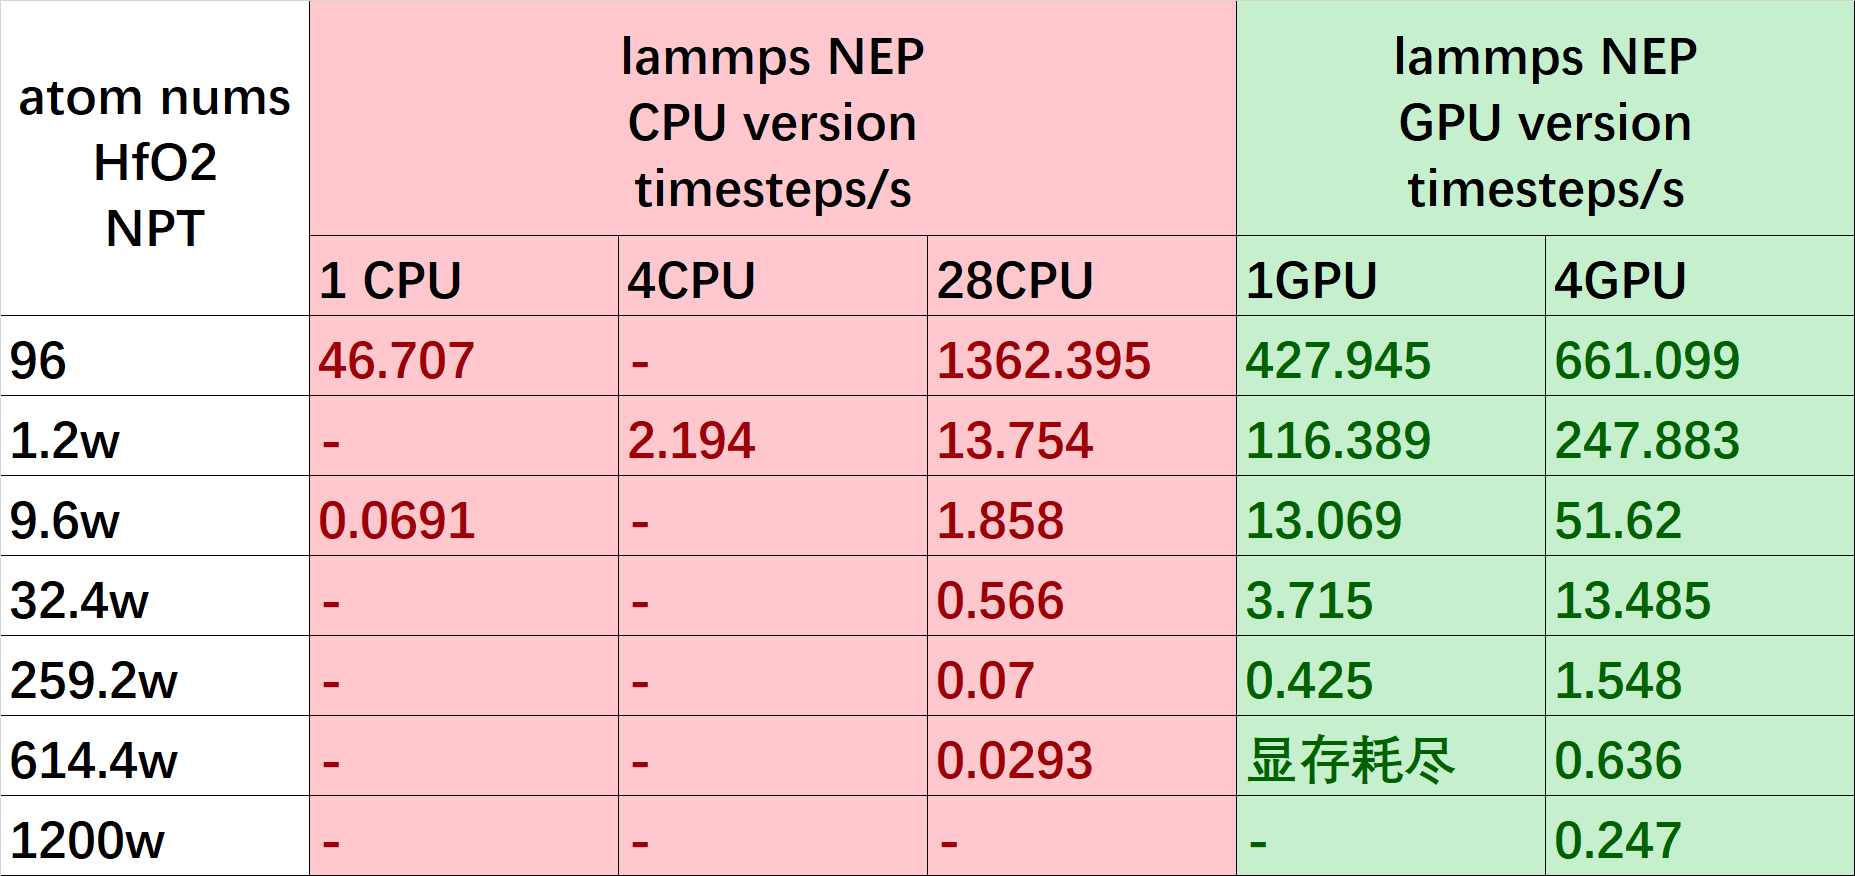 atom nums
HfO2
NPT
lammps NEP
CPU version
timesteps/s
lammps NEP
GPU version
timesteps/s
1 CPU 4CPU 28CPU 1GPU 4GPU
96 46.707 - 1362.395 427.945 661.099
1.2w - 2.194 13.754 116.389 247.883
9.6w 0.0691 - 1.858 13.069 51.62
32.4w - - 0.566 3.715 13.485
259.2w - - 0.07 0.425 1.548
614.4w - - 0.0293 显存耗尽 0.636
1200w - - - - 0.247